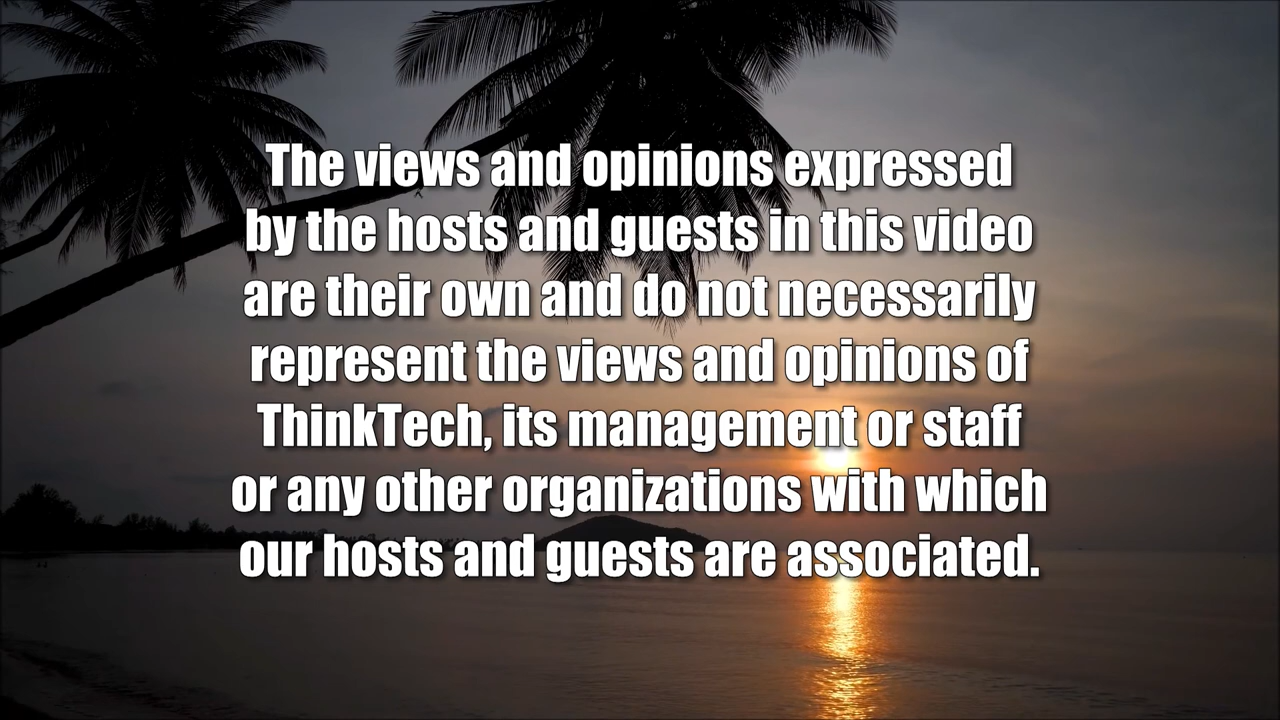 The views and opinions expressed
by the hosts and guests in this video
are their own and do not necessarily
represent the views and opinions of
ThinkTech, its management or staff
or any other organizations with which
our hosts and guests are associated.